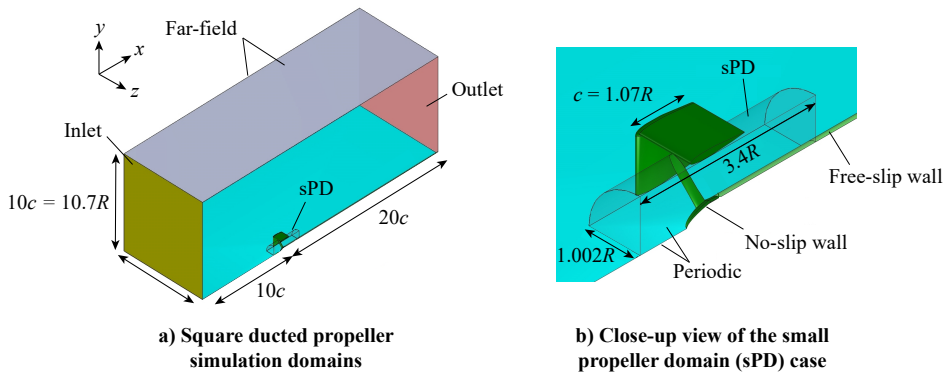 y
x
z
Far-field
Inlet
Outlet
sPD
10c = 10.7R
20c
10c
a) Square ducted propeller
simulation domains
sPD
c = 1.07R
3.4R
Free-slip wall
No-slip wall
1.002R
Periodic
b) Close-up view of the small
propeller domain (sPD) case